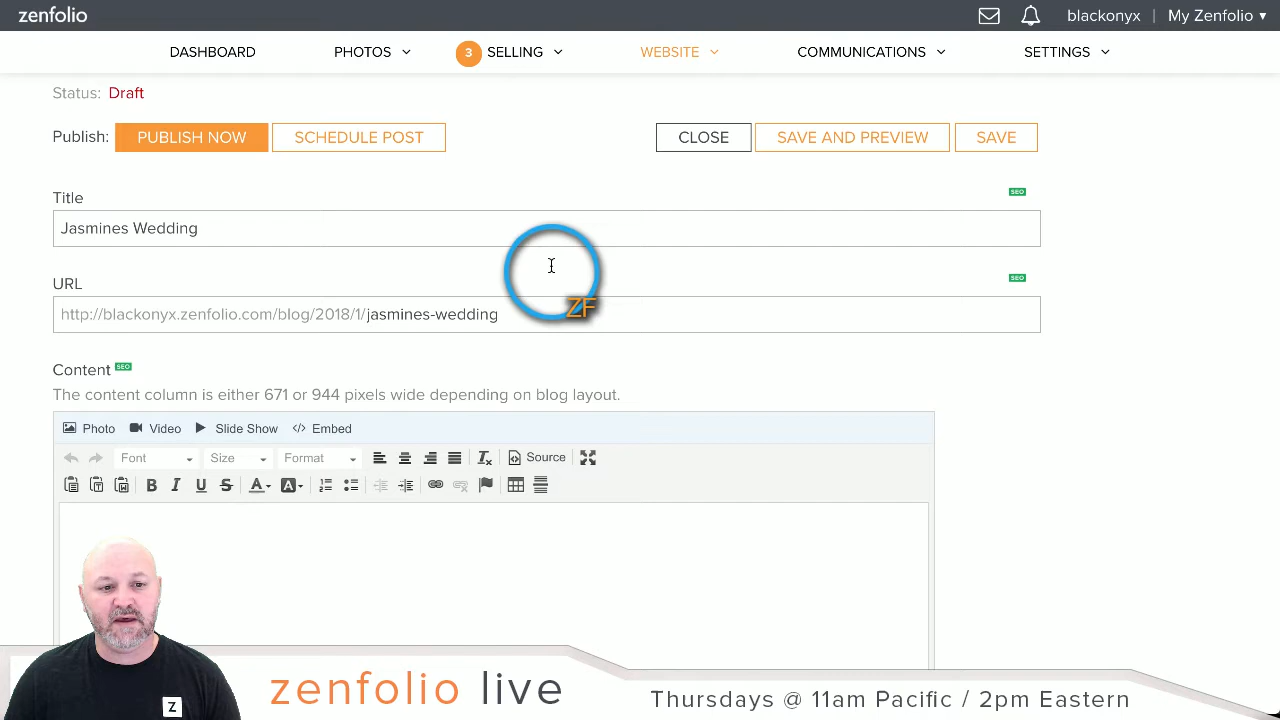 zenfolio
blackonyx | My Zenfolio
DASHBOARD PHOTOS 3 SELLING WEBSITE COMMUNICATIONS SETTINGS
Status: Draft
Publish: PUBLISH NOW SCHEDULE POST CLOSE SAVE AND PREVIEW SAVE
Title SEO
Jasmines Wedding
URL SEO
http://blackonyx.zenfolio.com/blog/2018/1/jasmines-wedding
ZF
Content SEO
The content column is either 671 or 944 pixels wide depending on blog layout.
Photo Video Slide Show Embed
Font Size Format Source
B I U S A A
Z
zenfolio live
Thursdays @ 11am Pacific / 2pm Eastern